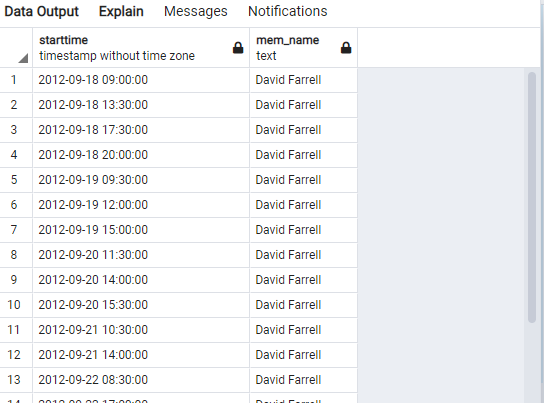 Data Output Explain Messages Notifications
starttime mem_name
timestamp without time zone text
1 2012-09-18 09:00:00 David Farrell
2 2012-09-18 13:30:00 David Farrell
3 2012-09-18 17:30:00 David Farrell
4 2012-09-18 20:00:00 David Farrell
5 2012-09-19 09:30:00 David Farrell
6 2012-09-19 12:00:00 David Farrell
7 2012-09-19 15:00:00 David Farrell
8 2012-09-20 11:30:00 David Farrell
9 2012-09-20 14:00:00 David Farrell
10 2012-09-20 15:30:00 David Farrell
11 2012-09-21 10:30:00 David Farrell
12 2012-09-21 14:00:00 David Farrell
13 2012-09-22 08:30:00 David Farrell